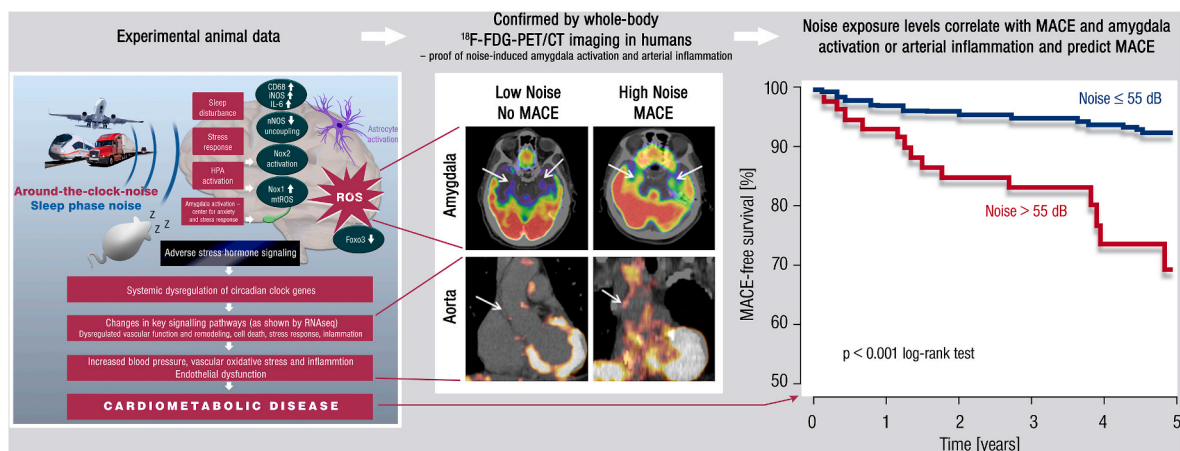 Experimental animal data
Confirmed by whole-body
¹⁸F-FDG-PET/CT imaging in humans
– proof of noise-induced amygdala activation and arterial inflammation
Noise exposure levels correlate with MACE and amygdala
activation or arterial inflammation and predict MACE
Sleep
disturbance
Stress
response
HPA
activation
Amygdala activation –
center for anxiety
and stress response
CD68 ⬆
iNOS ⬆
IL-6 ⬆
nNOS ⬇
uncoupling
Nox2
activation
Nox1 ⬆
mtROS
Astrocyte
activation
ROS
Foxo3 ⬇
Around-the-clock-noise
Sleep phase noise
Z
Z
Z
Adverse stress hormone signaling
Systemic dysregulation of circadian clock genes
Changes in key signalling pathways (as shown by RNAseq)
Dysregulated vascular function and remodeling, cell death, stress response, inlammation
Increased blood pressure, vascular oxidative stress and inflammtion
Endothelial dysfunction
CARDIOMETABOLIC DISEASE
Low Noise
No MACE
High Noise
MACE
Amygdala
Aorta
MACE-free survival [%]
100
90
80
70
60
50
Noise ≤ 55 dB
Noise > 55 dB
p < 0.001 log-rank test
0 1 2 3 4 5
Time [years]